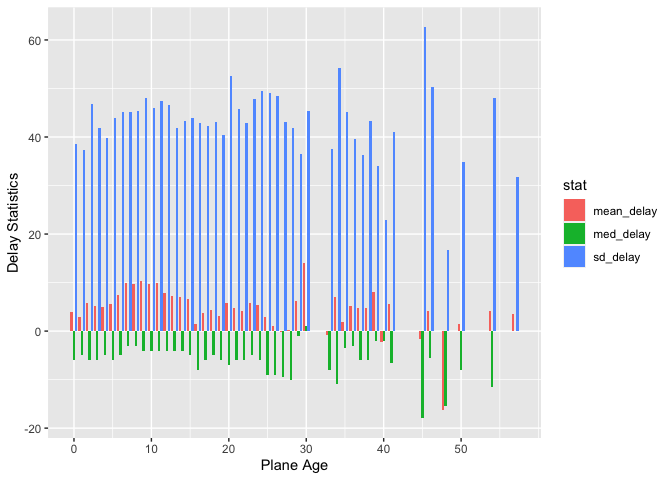 60
40
20
0
-20
Delay Statistics
0 10 20 30 40 50
Plane Age
stat
mean_delay
med_delay
sd_delay